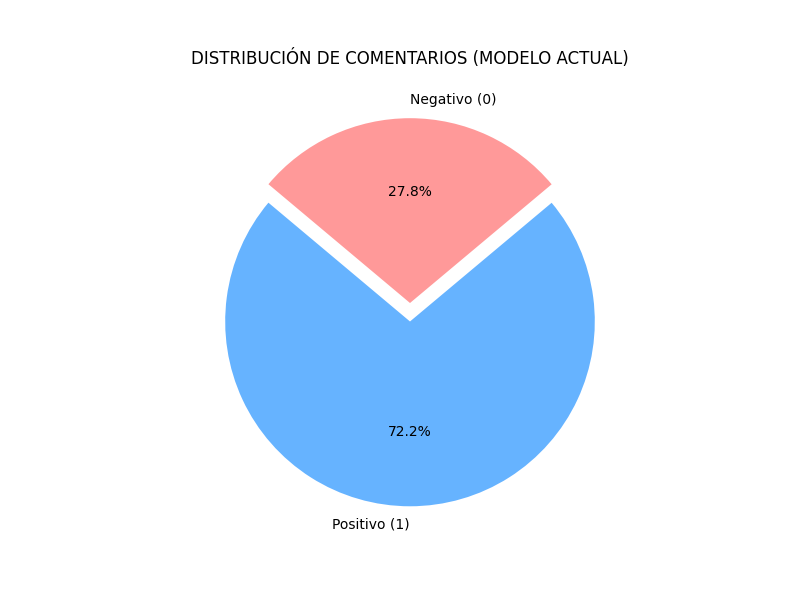 DISTRIBUCIÓN DE COMENTARIOS (MODELO ACTUAL)
Negativo (0)
27.8%
72.2%
Positivo (1)